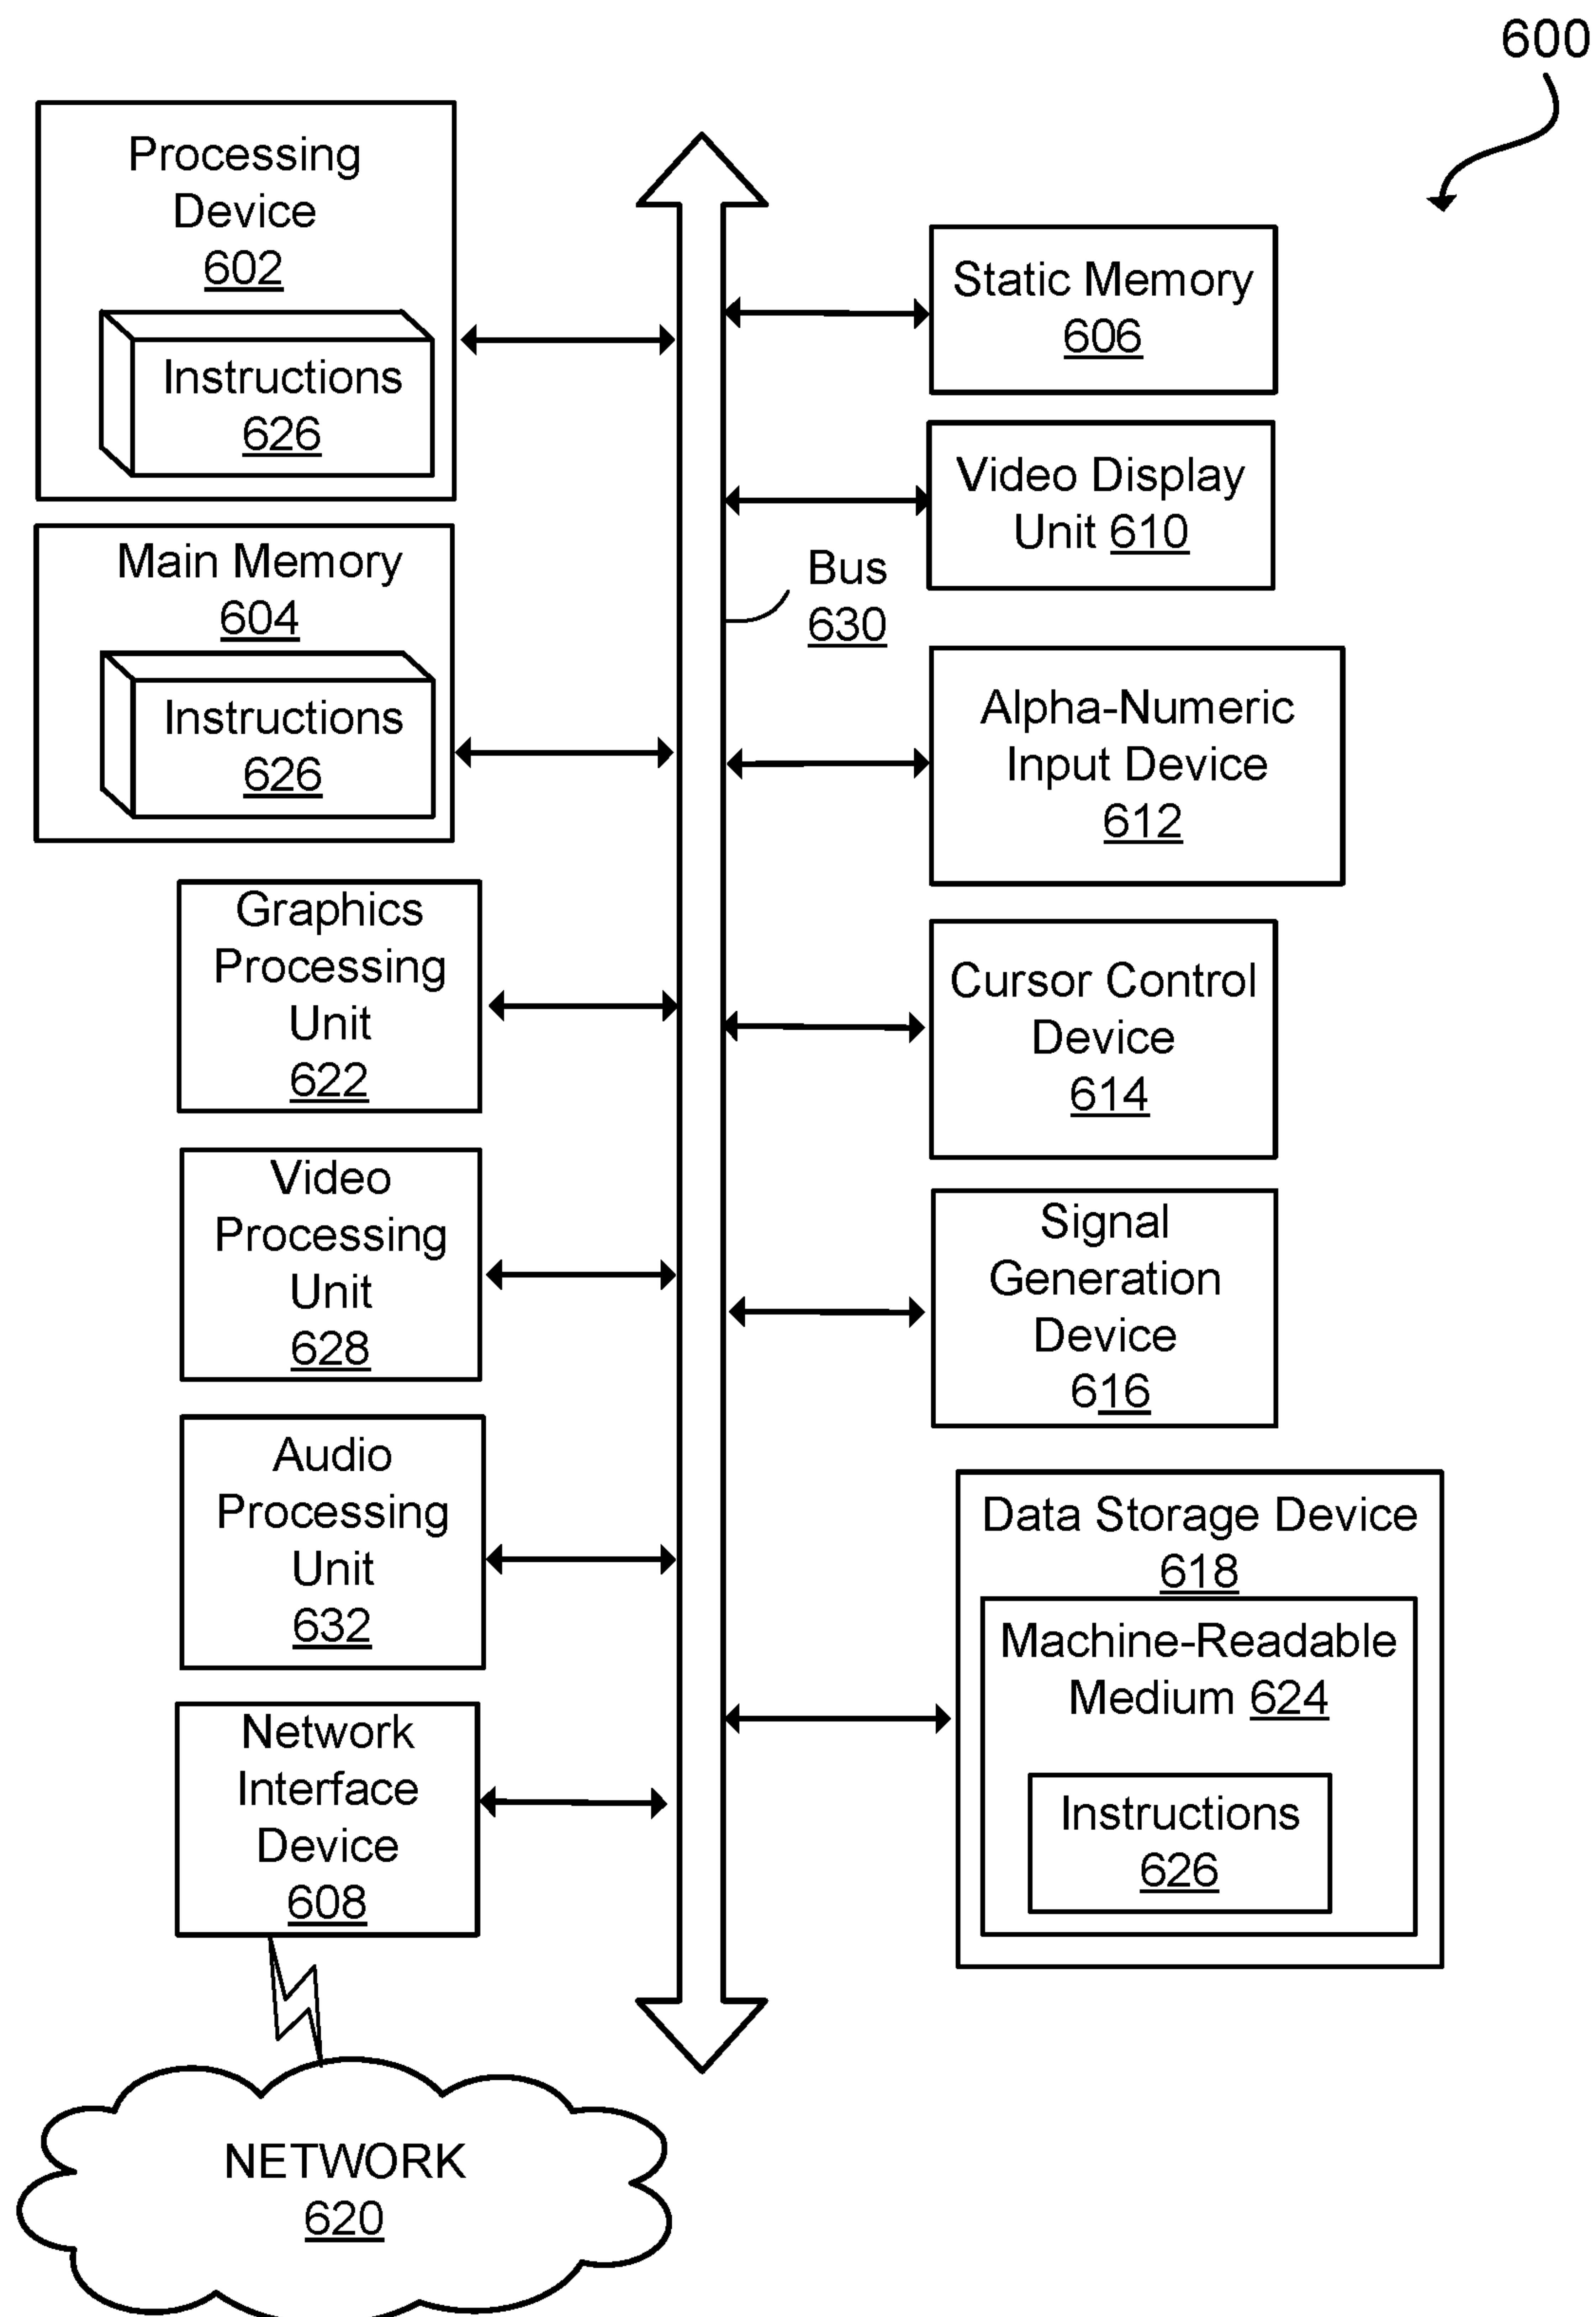 600
Processing
Device
602
Instructions
626
Main Memory
604
Instructions
626
Graphics
Processing
Unit
622
Video
Processing
Unit
628
Audio
Processing
Unit
632
Network
Interface
Device
608
NETWORK
620
Bus
630
Static Memory
606
Video Display
Unit 610
Alpha-Numeric
Input Device
612
Cursor Control
Device
614
Signal
Generation
Device
616
Data Storage Device
618
Machine-Readable
Medium 624
Instructions
626